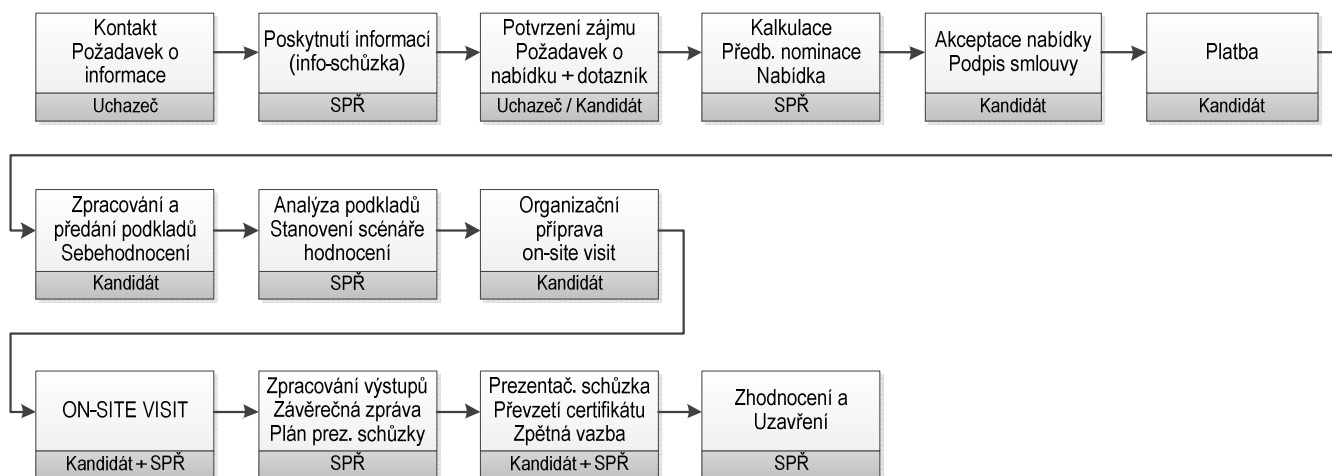 Kontakt
Požadavek o
informace
Uchazeč
Poskytnutí informací
(info-schůzka)
SPŘ
Potvrzení zájmu
Požadavek o
nabídku + dotazník
Uchazeč / Kandidát
Kalkulace
Předb. nominace
Nabídka
SPŘ
Akceptace nabídky
Podpis smlouvy
Kandidát
Platba
Kandidát
Zpracování a
předání podkladů
Sebehodnocení
Kandidát
Analýza podkladů
Stanovení scénáře
hodnocení
SPŘ
Organizační
příprava
on-site visit
Kandidát
ON-SITE VISIT
Kandidát + SPŘ
Zpracování výstupů
Závěrečná zpráva
Plán prez. schůzky
SPŘ
Prezentač. schůzka
Převzetí certifikátu
Zpětná vazba
Kandidát + SPŘ
Zhodnocení a
Uzavření
SPŘ